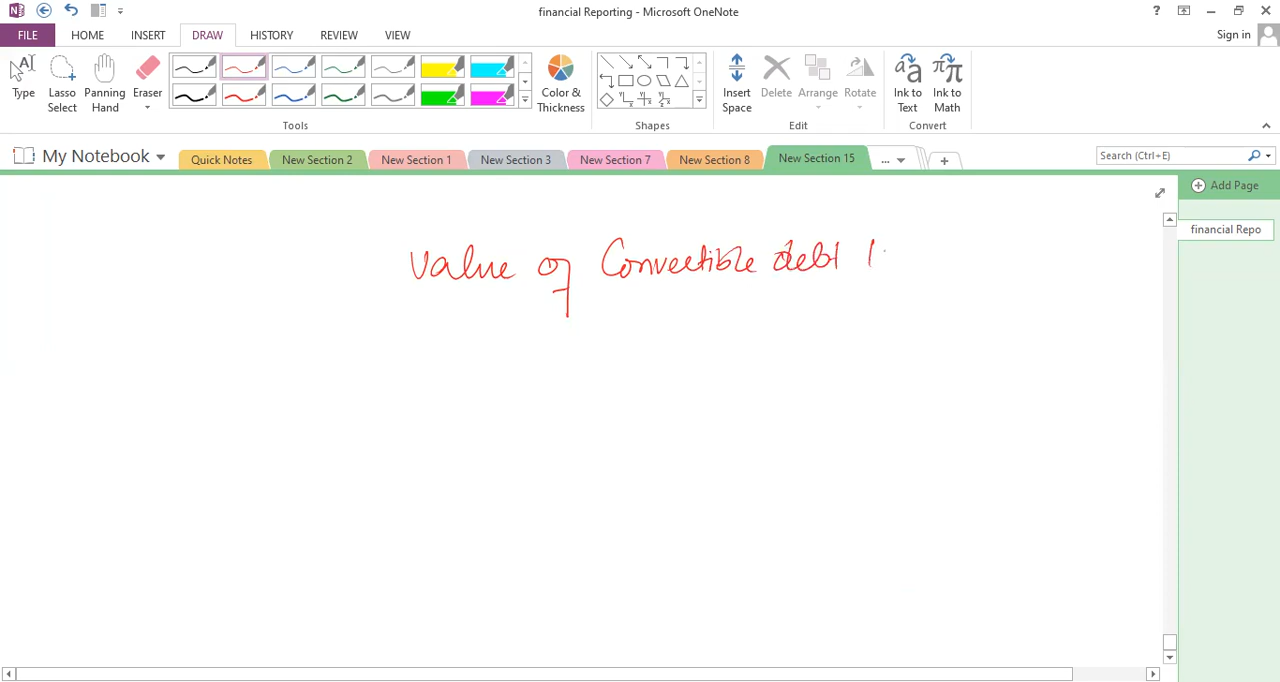 financial Reporting - Microsoft OneNote
?
FILE HOME INSERT DRAW HISTORY REVIEW VIEW Sign in
Type Lasso Select Panning Hand Eraser Color & Thickness Insert Space Delete Arrange Rotate Ink to Text Ink to Math
Tools Shapes Edit Convert
My Notebook Quick Notes New Section 2 New Section 1 New Section 3 New Section 7 New Section 8 New Section 15 ... Search (Ctrl+E)
Add Page
financial Repo
value of Convertible debt